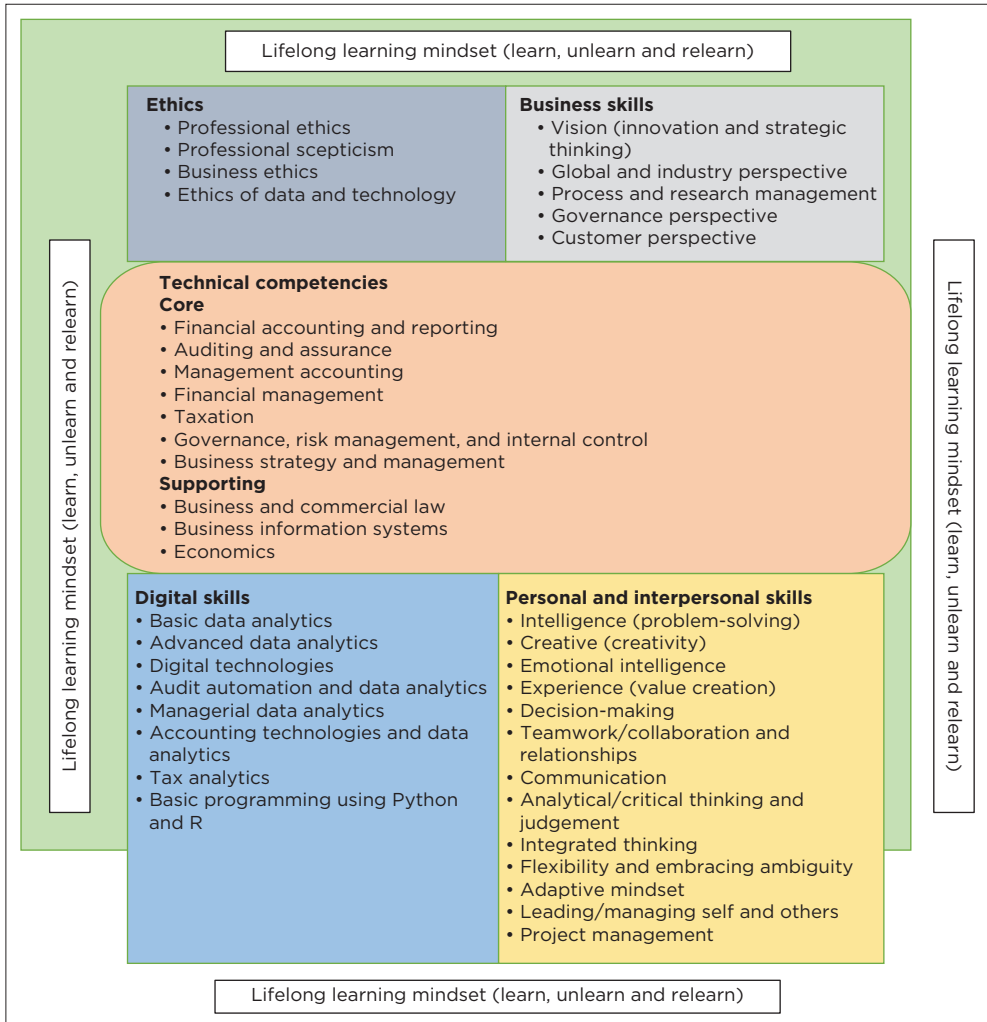 Lifelong learning mindset (learn, unlearn and relearn)
Ethics
• Professional ethics
• Professional scepticism
• Business ethics
• Ethics of data and technology
Business skills
• Vision (innovation and strategic
thinking)
• Global and industry perspective
• Process and research management
• Governance perspective
• Customer perspective
Lifelong learning mindset (learn, unlearn and relearn)
Technical competencies
Core
• Financial accounting and reporting
• Auditing and assurance
• Management accounting
• Financial management
• Taxation
• Governance, risk management, and internal control
• Business strategy and management
Supporting
• Business and commercial law
• Business information systems
• Economics
Lifelong learning mindset (learn, unlearn and relearn)
Digital skills
• Basic data analytics
• Advanced data analytics
• Digital technologies
• Audit automation and data analytics
• Managerial data analytics
• Accounting technologies and data
analytics
• Tax analytics
• Basic programming using Python
and R
Personal and interpersonal skills
• Intelligence (problem-solving)
• Creative (creativity)
• Emotional intelligence
• Experience (value creation)
• Decision-making
• Teamwork/collaboration and
relationships
• Communication
• Analytical/critical thinking and
judgement
• Integrated thinking
• Flexibility and embracing ambiguity
• Adaptive mindset
• Leading/managing self and others
• Project management
Lifelong learning mindset (learn, unlearn and relearn)